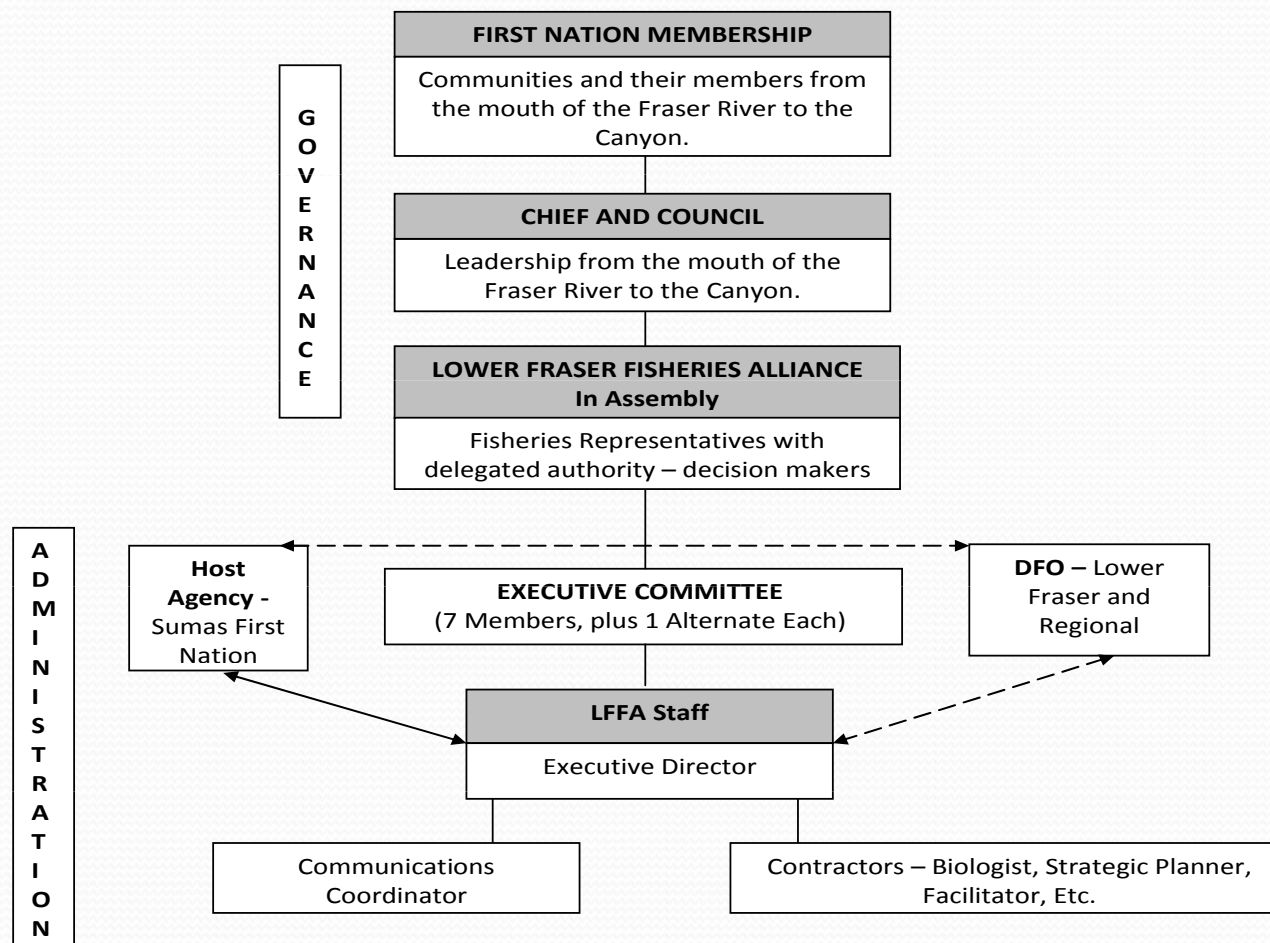 FIRST NATION MEMBERSHIP
Communities and their members from
the mouth of the Fraser River to the
Canyon.
G
O
V
E
R
N
A
N
C
E
CHIEF AND COUNCIL
Leadership from the mouth of the
Fraser River to the Canyon.
LOWER FRASER FISHERIES ALLIANCE
In Assembly
Fisheries Representatives with
delegated authority – decision makers
A
D
M
I
N
I
S
T
R
A
T
I
O
N
Host
Agency -
Sumas First
Nation
EXECUTIVE COMMITTEE
(7 Members, plus 1 Alternate Each)
DFO – Lower
Fraser and
Regional
LFFA Staff
Executive Director
Communications
Coordinator
Contractors – Biologist, Strategic Planner,
Facilitator, Etc.